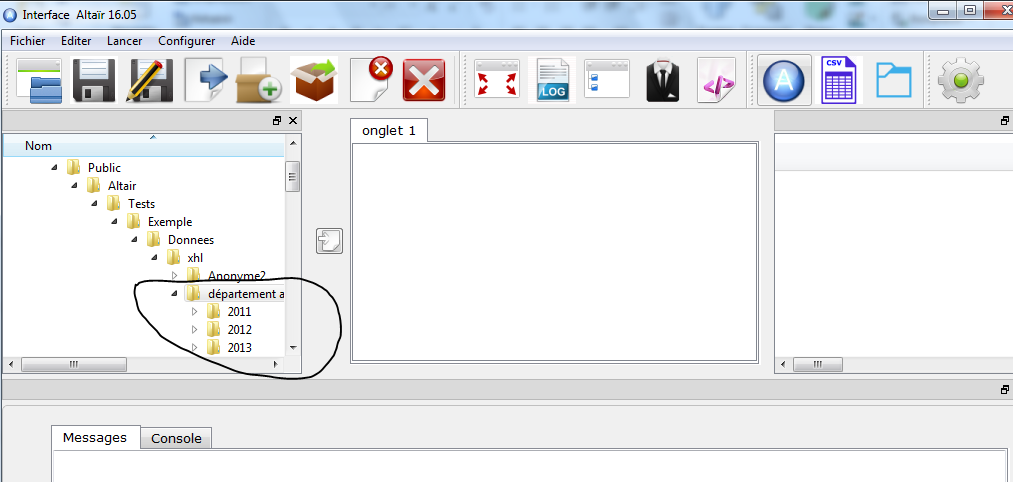 Interface Altaïr 16.05
Fichier Editer Lancer Configurer Aide
LOG
A
CSV
onglet 1
Nom
Public
Altair
Tests
Exemple
Donnees
xhl
Anonyme2
département a
2011
2012
2013
Messages Console